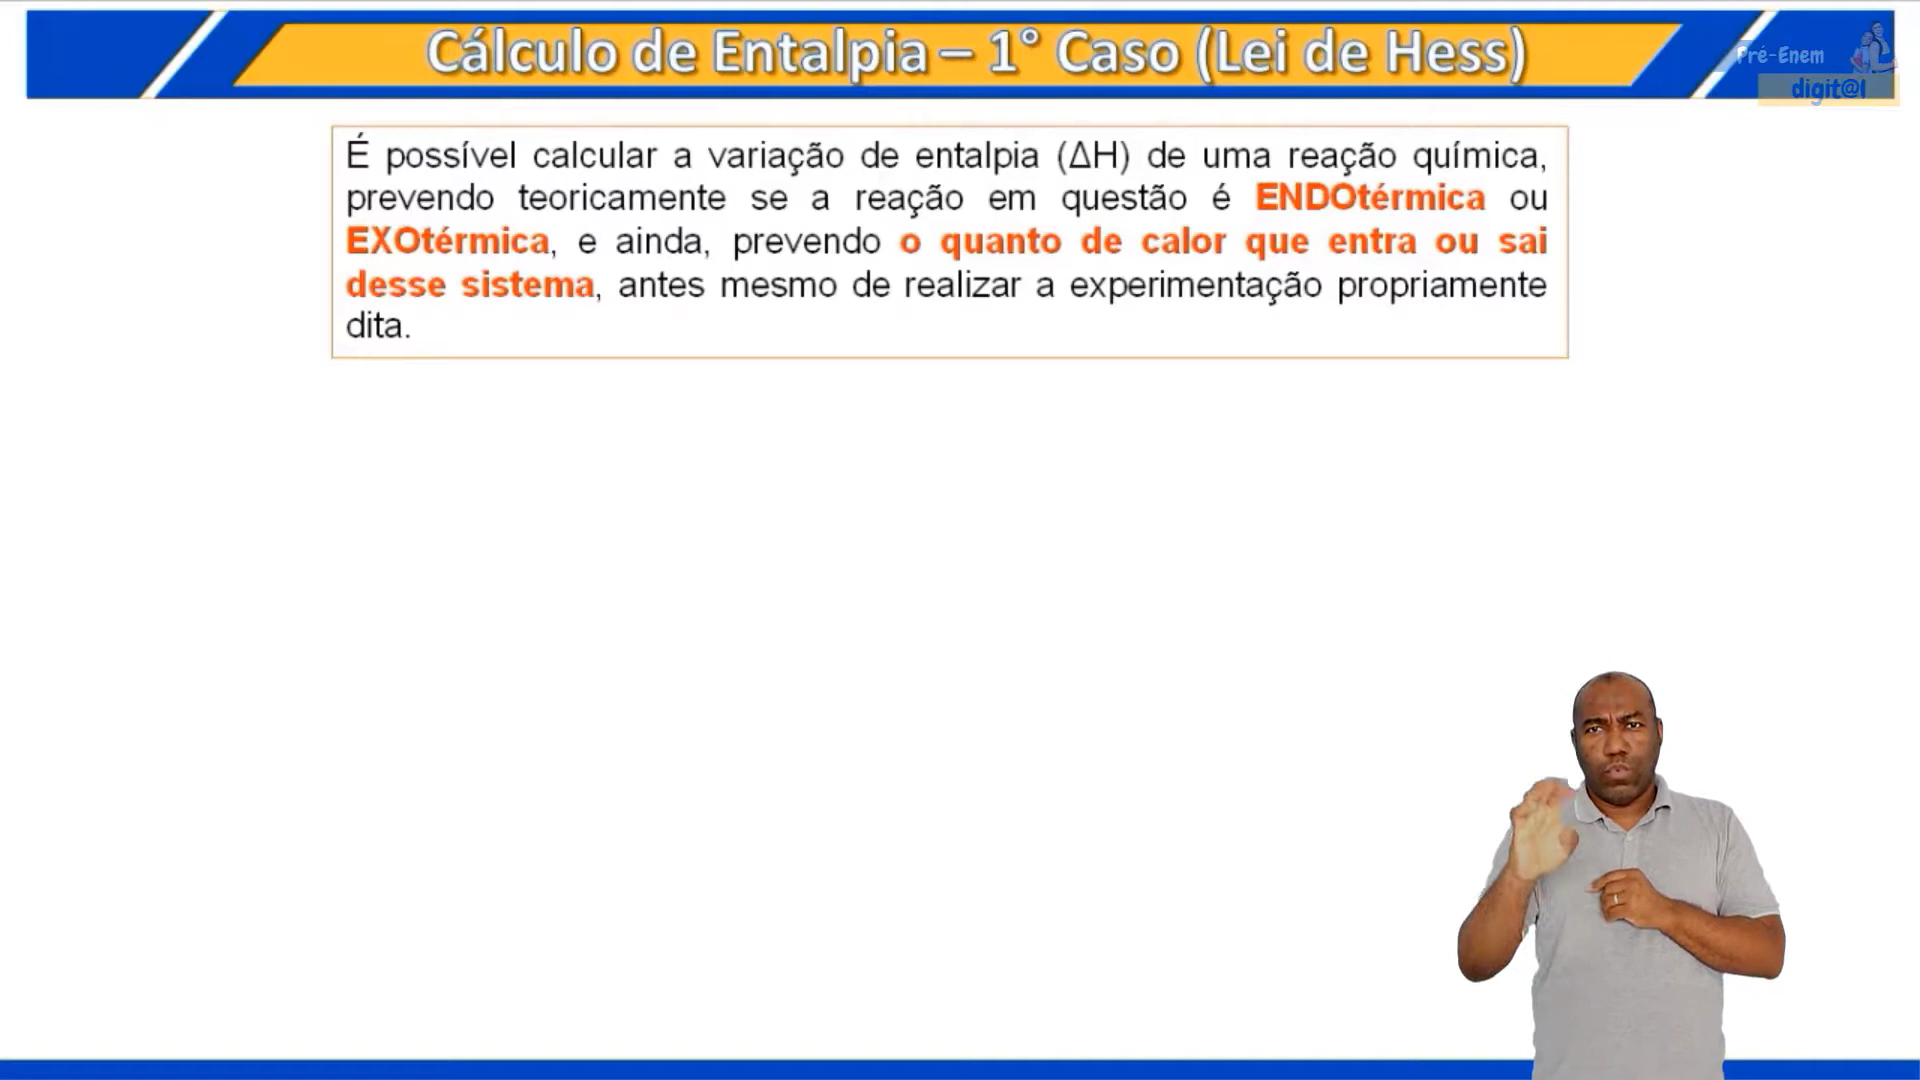 Cálculo de Entalpia – 1° Caso (Lei de Hess)
Pré-Enem
digit@l
É possível calcular a variação de entalpia (ΔH) de uma reação química,
prevendo teoricamente se a reação em questão é ENDOtérmica ou
EXOtérmica, e ainda, prevendo o quanto de calor que entra ou sai
desse sistema, antes mesmo de realizar a experimentação propriamente
dita.